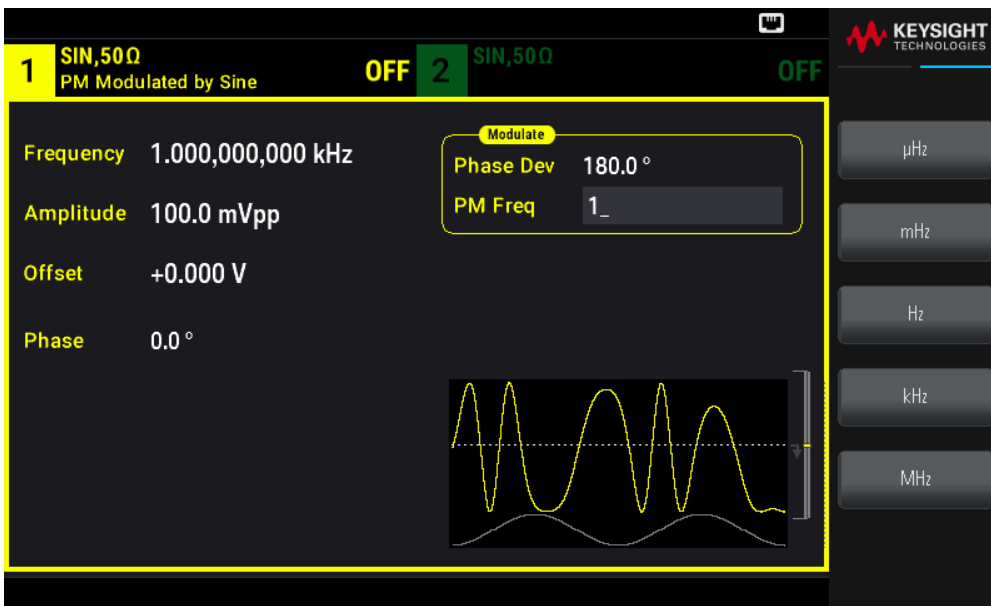 KEYSIGHT
TECHNOLOGIES
1
SIN,50Ω
PM Modulated by Sine
OFF
2
SIN,50Ω
OFF
Frequency 1.000,000,000 kHz
Amplitude 100.0 mVpp
Offset +0.000 V
Phase 0.0 °
Modulate
Phase Dev 180.0 °
PM Freq 1_
µHz
mHz
Hz
kHz
MHz